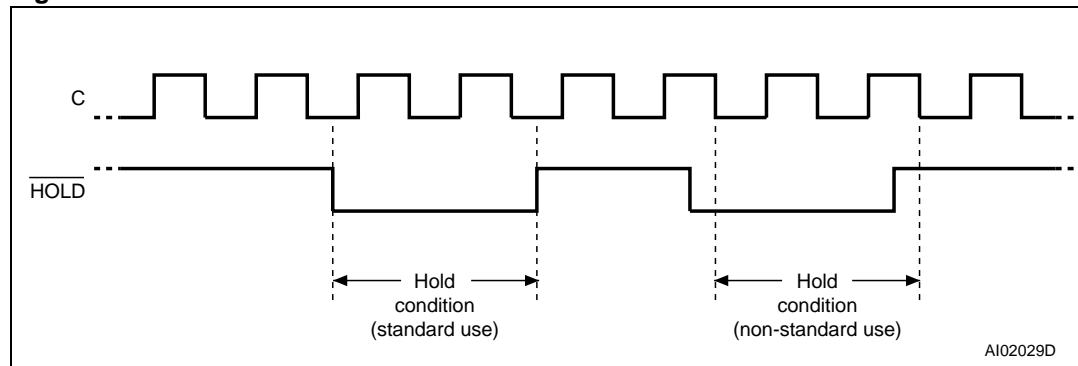 C
HOLD
Hold
condition
(standard use)
Hold
condition
(non-standard use)
AI02029D